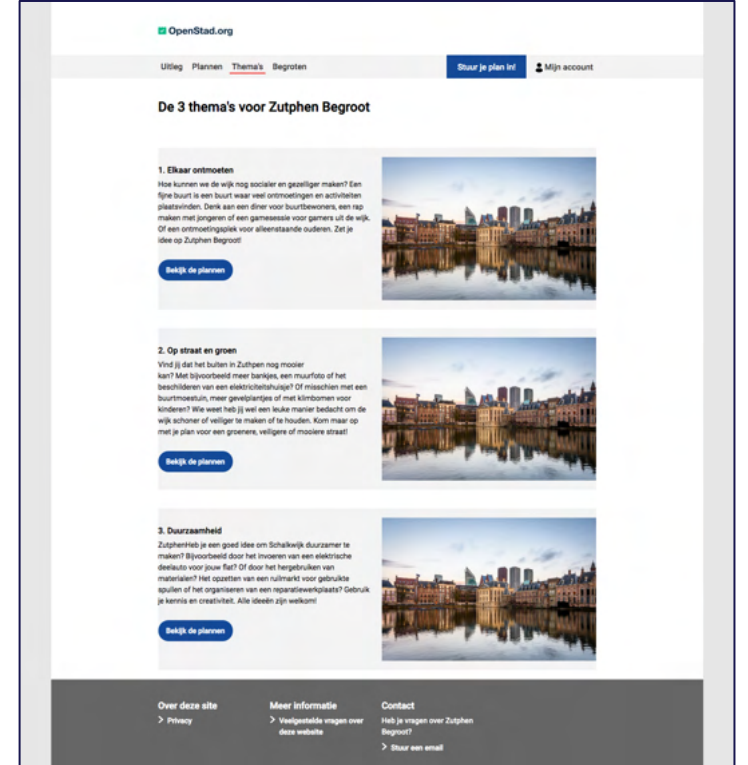 OpenStad.org
Uitleg Plannen Thema's Begroten Stuur je plan in! Mijn account
De 3 thema's voor Zutphen Begroot
1. Elkaar ontmoeten
Hoe kunnen we de wijk nog socialer en gezelliger maken? Een
fijne buurt is een buurt waar veel ontmoetingen en activiteiten
plaatsvinden. Denk aan een diner voor buurtbewoners, een rap
maken met jongeren of een gamesessie voor gamers uit de wijk.
Of een ontmoetingsplek voor alleenstaande ouderen. Zet je
idee op Zutphen Begroot!
Bekijk de plannen
2. Op straat en groen
Vind jij dat het buiten in Zuthpen nog mooier
kan? Met bijvoorbeeld meer bankjes, een muurfoto of het
beschilderen van een elektriciteitshuisje? Of misschien met een
buurtmoestuin, meer gevelplantjes of met klimbomen voor
kinderen? Wie weet heb jij wel een leuke manier bedacht om de
wijk schoner of veiliger te maken of te houden. Kom maar op
met je plan voor een groenere, veiligere of mooiere straat!
Bekijk de plannen
3. Duurzaamheid
ZutphenHeb je een goed idee om Schalkwijk duurzamer te
maken? Bijvoorbeeld door het invoeren van een elektrische
deelauto voor jouw flat? Of door het hergebruiken van
materialen? Het opzetten van een ruilmarkt voor gebruikte
spullen of het organiseren van een reparatiewerkplaats? Gebruik
je kennis en creativiteit. Alle ideeën zijn welkom!
Bekijk de plannen
Over deze site
> Privacy
Meer informatie
> Veelgestelde vragen over
deze website
Contact
Heb je vragen over Zutphen
Begroot?
> Stuur een email